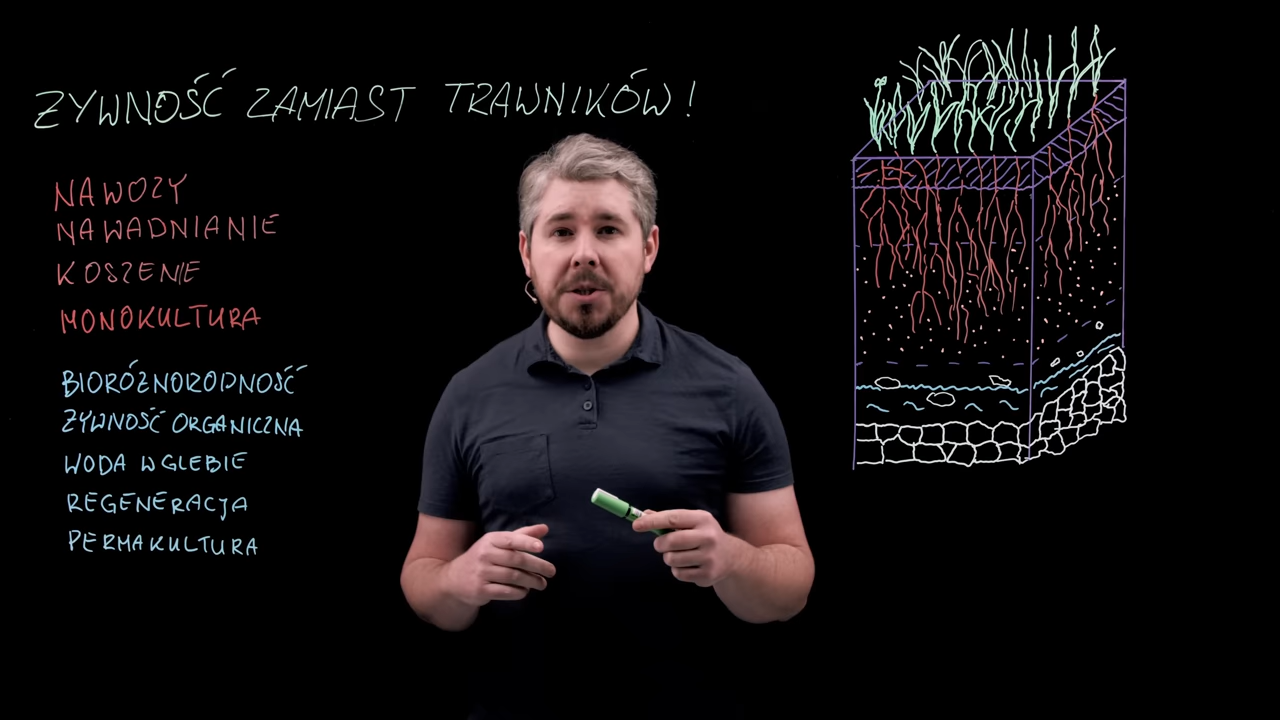 ŻYWNOŚĆ ZAMIAST TRAWNIKÓW!
NAWOZY
NAWADNIANIE
KOSZENIE
MONOKULTURA
BIORÓŻNORODNOŚĆ
ŻYWNOŚĆ ORGANICZNA
WODA W GLEBIE
REGENERACJA
PERMAKULTURA